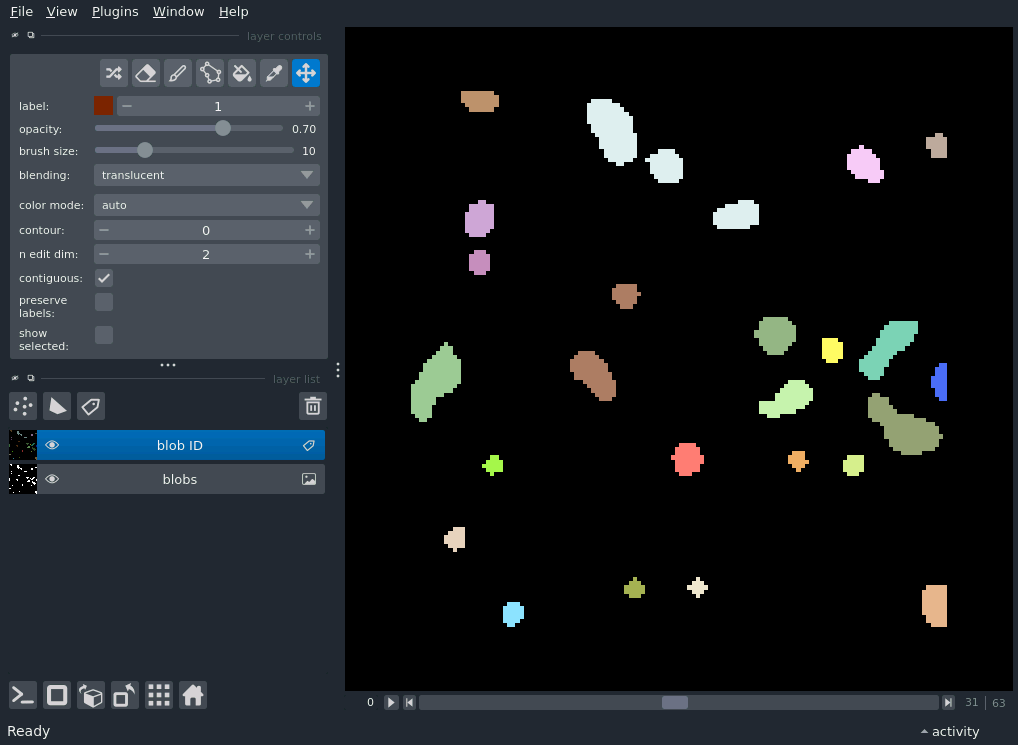 File View Plugins Window Help
layer controls
label: 1
opacity: 0.70
brush size: 10
blending: translucent
color mode: auto
contour: 0
n edit dim: 2
contiguous:
preserve
labels:
show
selected:
layer list
blob ID
blobs
0 31 | 63
Ready activity